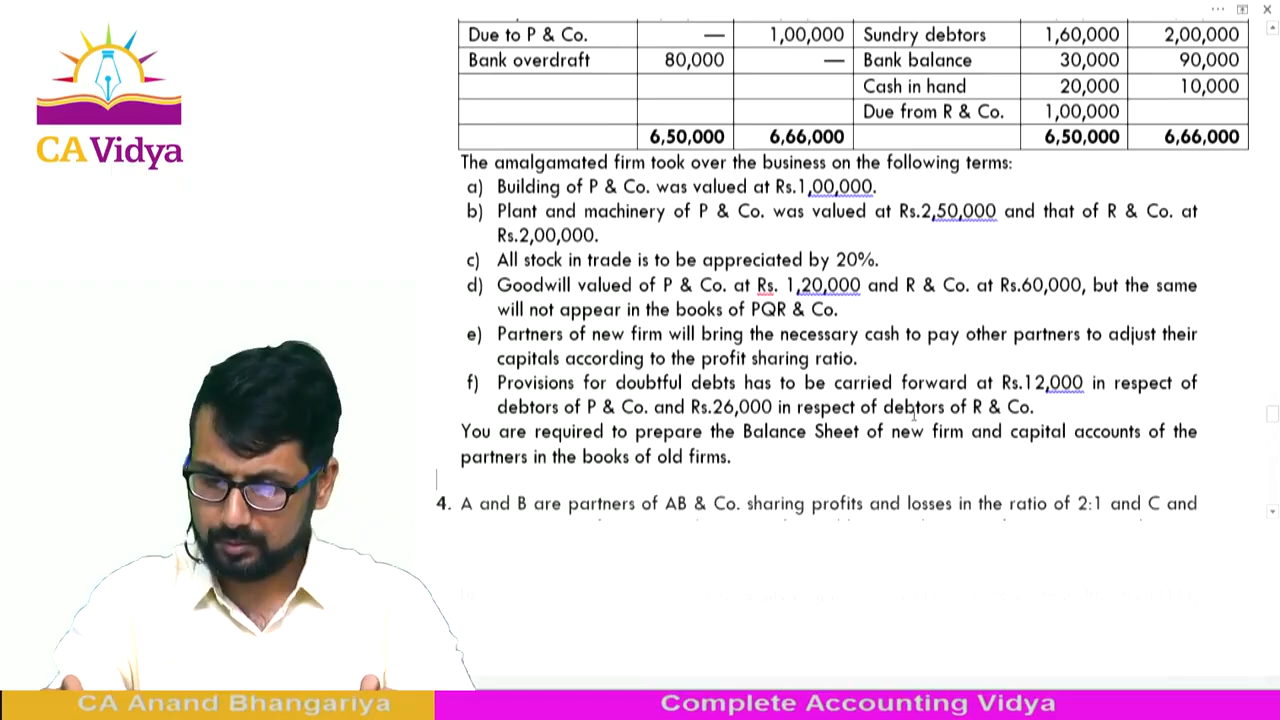 Due to P & Co. — 1,00,000 Sundry debtors 1,60,000 2,00,000
Bank overdraft 80,000 — Bank balance 30,000 90,000
Cash in hand 20,000 10,000
Due from R & Co. 1,00,000
6,50,000 6,66,000 6,50,000 6,66,000
The amalgamated firm took over the business on the following terms:
a) Building of P & Co. was valued at Rs.1,00,000.
b) Plant and machinery of P & Co. was valued at Rs.2,50,000 and that of R & Co. at
Rs.2,00,000.
c) All stock in trade is to be appreciated by 20%.
d) Goodwill valued of P & Co. at Rs. 1,20,000 and R & Co. at Rs.60,000, but the same
will not appear in the books of PQR & Co.
e) Partners of new firm will bring the necessary cash to pay other partners to adjust their
capitals according to the profit sharing ratio.
f) Provisions for doubtful debts has to be carried forward at Rs.12,000 in respect of
debtors of P & Co. and Rs.26,000 in respect of debtors of R & Co.
You are required to prepare the Balance Sheet of new firm and capital accounts of the
partners in the books of old firms.
4. A and B are partners of AB & Co. sharing profits and losses in the ratio of 2:1 and C and
CA Vidya
CA Anand Bhangariya
Complete Accounting Vidya